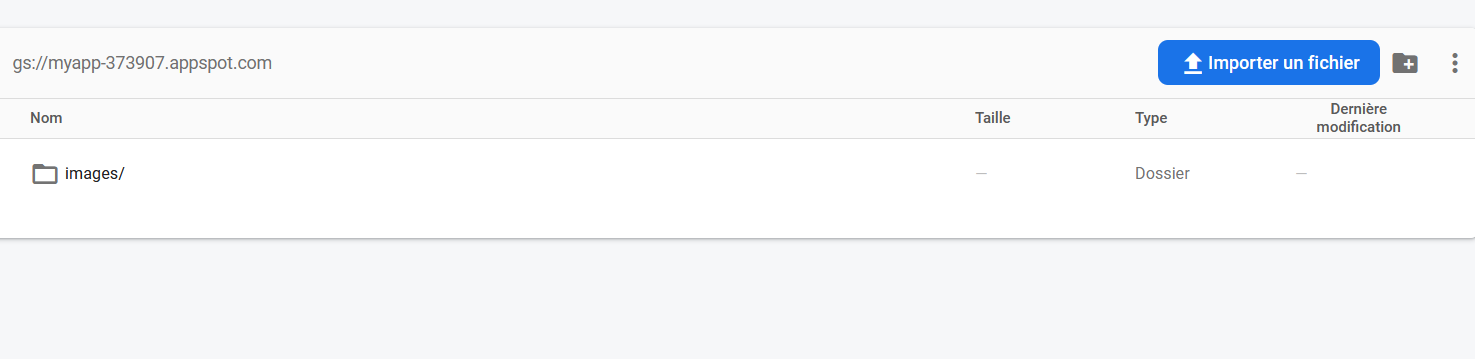 gs://myapp-373907.appspot.com
Importer un fichier
Nom
Taille
Type
Dernière
modification
images/
—
Dossier
—